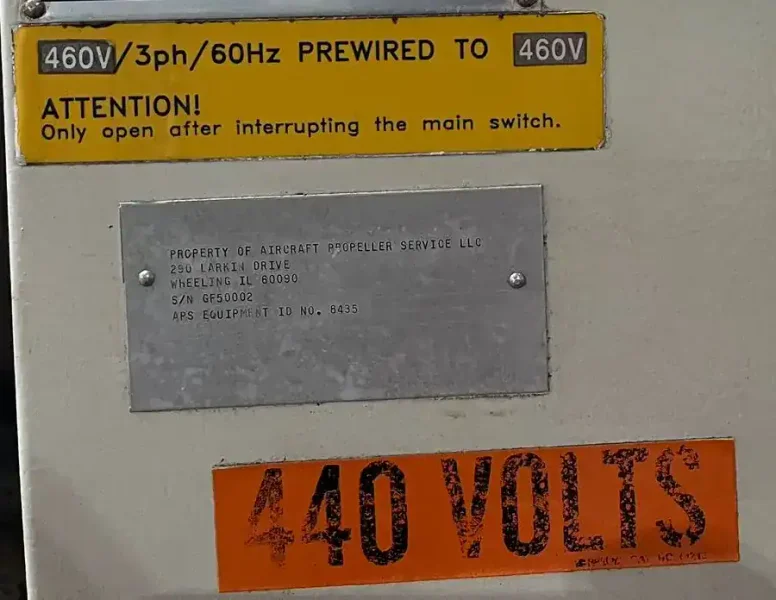 460V/3ph/60Hz PREWIRED TO 460V
ATTENTION!
Only open after interrupting the main switch.
PROPERTY OF AIRCRAFT PROPELLER SERVICE LLC
290 LARKIN DRIVE
WHEELING IL 60090
S/N GF50002
APS EQUIPMENT ID NO. 8435
440 VOLTS